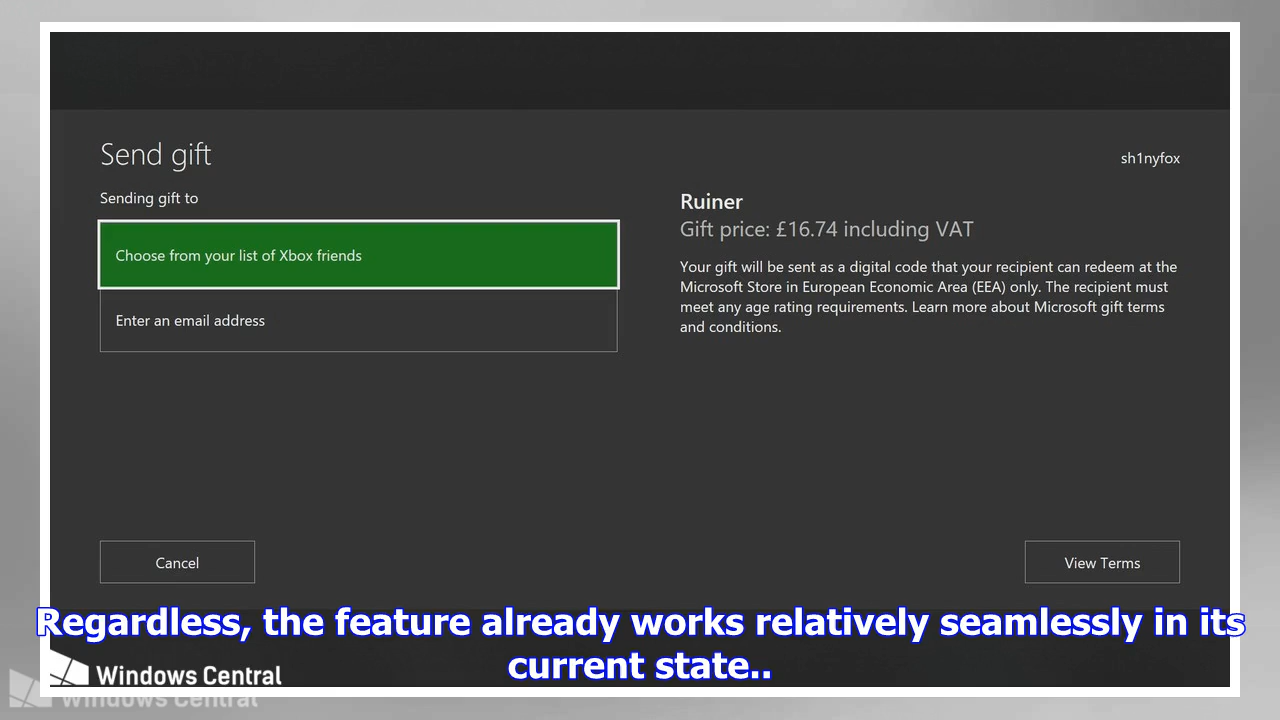 Send gift
sh1nyfox
Sending gift to
Choose from your list of Xbox friends
Enter an email address
Ruiner
Gift price: £16.74 including VAT
Your gift will be sent as a digital code that your recipient can redeem at the
Microsoft Store in European Economic Area (EEA) only. The recipient must
meet any age rating requirements. Learn more about Microsoft gift terms
and conditions.
Cancel
View Terms
Regardless, the feature already works relatively seamlessly in its
current state..
Windows Central
Windows Central